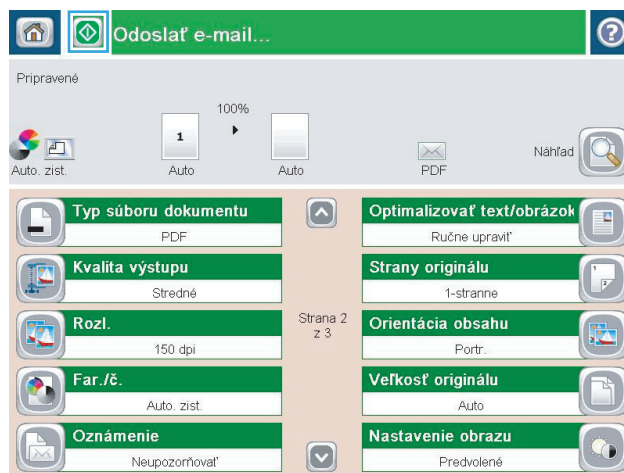 Odoslať e-mail...
Pripravené
100%
1
Auto. zist.
Auto
Auto
PDF
Náhľad
Typ súboru dokumentu
PDF
Kvalita výstupu
Stredné
Rozl.
150 dpi
Far./č.
Auto. zist.
Oznámenie
Neupozorňovať
Strana 2
z 3
Optimalizovať text/obrázok
Ručne upraviť
Strany originálu
1-stranne
1
2
Orientácia obsahu
Portr.
Veľkosť originálu
Auto
Nastavenie obrazu
Predvolené